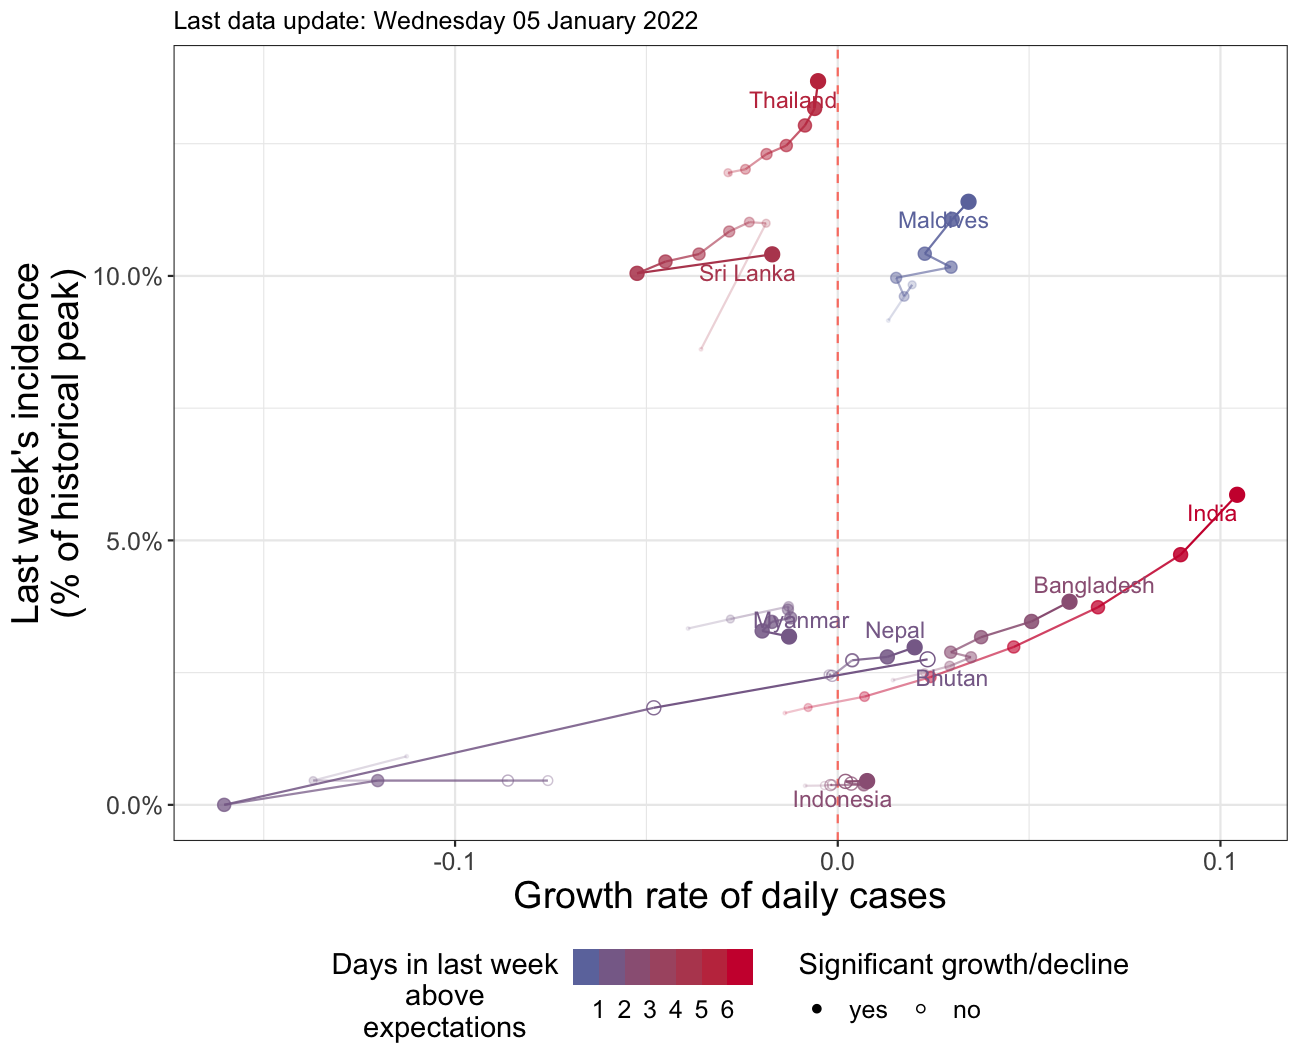 Last data update: Wednesday 05 January 2022
Last week's incidence
(% of historical peak)
10.0%
5.0%
0.0%
Thailand
Maldives
Sri Lanka
India
Bangladesh
Myanmar
Nepal
Bhutan
Indonesia
-0.1
0.0
0.1
Growth rate of daily cases
Days in last week
above
expectations
1 2 3 4 5 6
Significant growth/decline
yes no